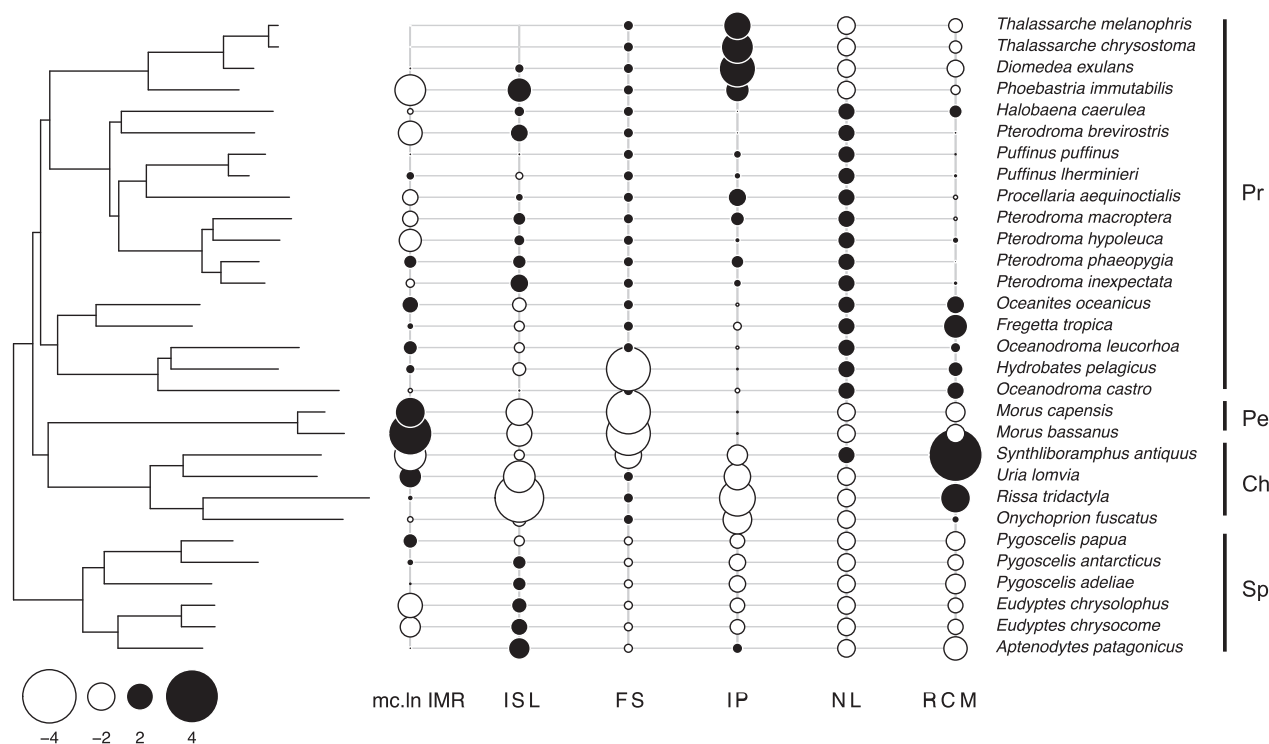 Thalassarche melanophris
Thalassarche chrysostoma
Diomedea exulans
Phoebastria immutabilis
Halobaena caerulea
Pterodroma brevirostris
Puffinus puffinus
Puffinus lherminieri
Pr
Procellaria aequinoctialis
Pterodroma macroptera
Pterodroma hypoleuca
Pterodroma phaeopygia
Pterodroma inexpectata
Oceanites oceanicus
Fregetta tropica
Oceanodroma leucorhoa
Hydrobates pelagicus
Oceanodroma castro
Morus capensis
Pe
Morus bassanus
Synthliboramphus antiquus
Uria lomvia
Ch
Rissa tridactyla
Onychoprion fuscatus
Pygoscelis papua
Pygoscelis antarcticus
Pygoscelis adeliae
Sp
Eudyptes chrysolophus
Eudyptes chrysocome
Aptenodytes patagonicus
mc.ln IMR ISL FS IP NL RCM
−4 −2 2 4